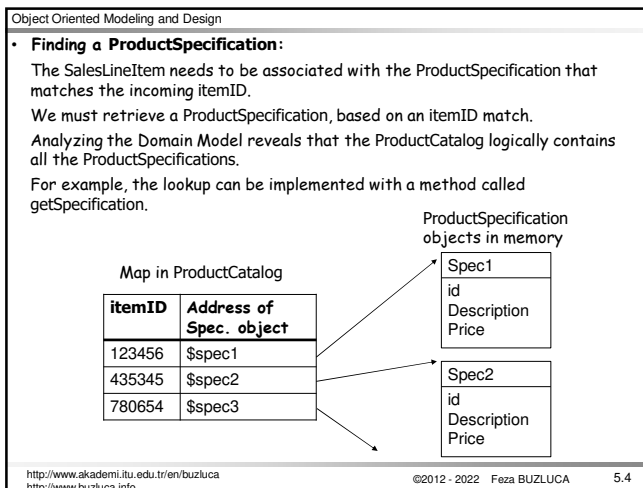 Object Oriented Modeling and Design
• Finding a ProductSpecification:
The SalesLineItem needs to be associated with the ProductSpecification that
matches the incoming itemID.
We must retrieve a ProductSpecification, based on an itemID match.
Analyzing the Domain Model reveals that the ProductCatalog logically contains
all the ProductSpecifications.
For example, the lookup can be implemented with a method called
getSpecification.
ProductSpecification
objects in memory
Map in ProductCatalog
itemID Address of
Spec. object
123456 $spec1
435345 $spec2
780654 $spec3
Spec1
id
Description
Price
Spec2
id
Description
Price
http://www.akademi.itu.edu.tr/en/buzluca
http://www.buzluca.info
©2012 - 2022 Feza BUZLUCA 5.4